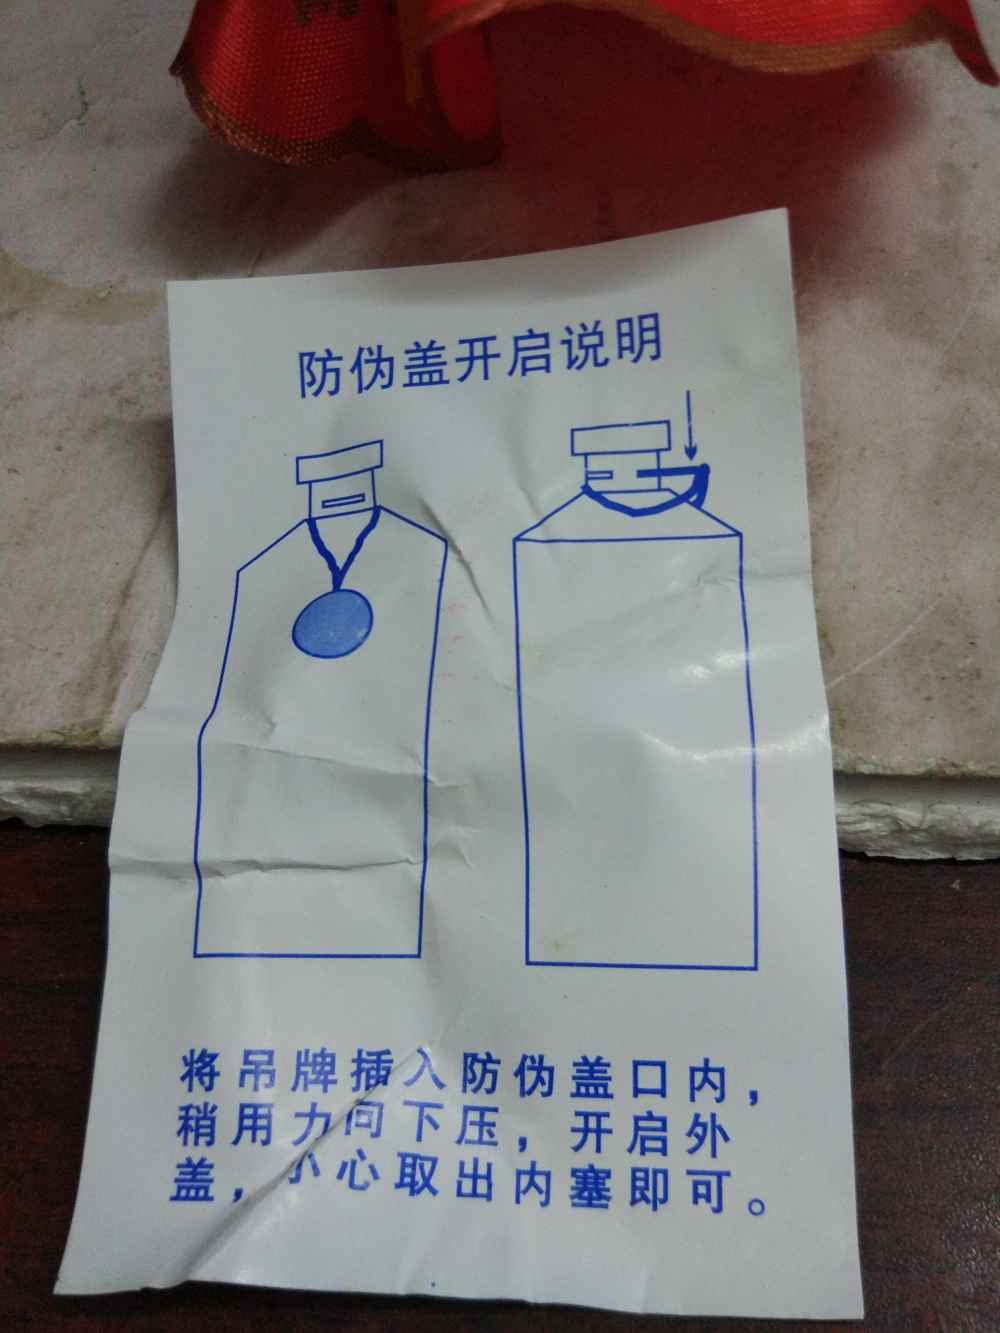 防伪盖开启说明
将吊牌插入防伪盖口内，
稍用力向下压，开启外
盖，小心取出内塞即可。